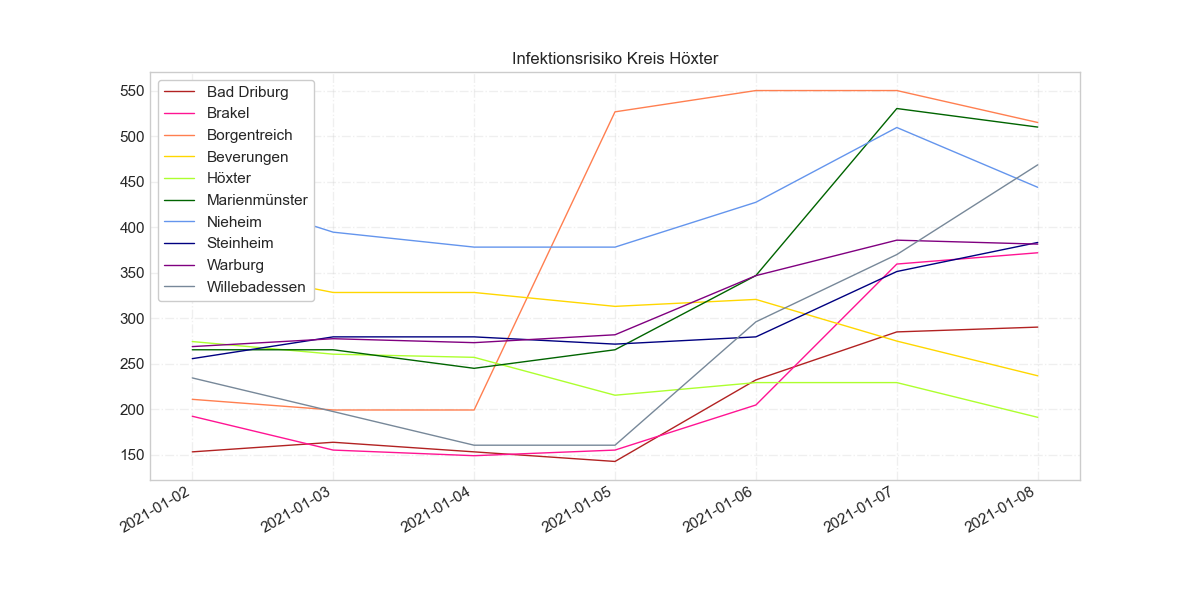 Infektionsrisiko Kreis Höxter
550
500
450
400
350
300
250
200
150
Bad Driburg
Brakel
Borgentreich
Beverungen
Höxter
Marienmünster
Nieheim
Steinheim
Warburg
Willebadessen
2021-01-02
2021-01-03
2021-01-04
2021-01-05
2021-01-06
2021-01-07
2021-01-08